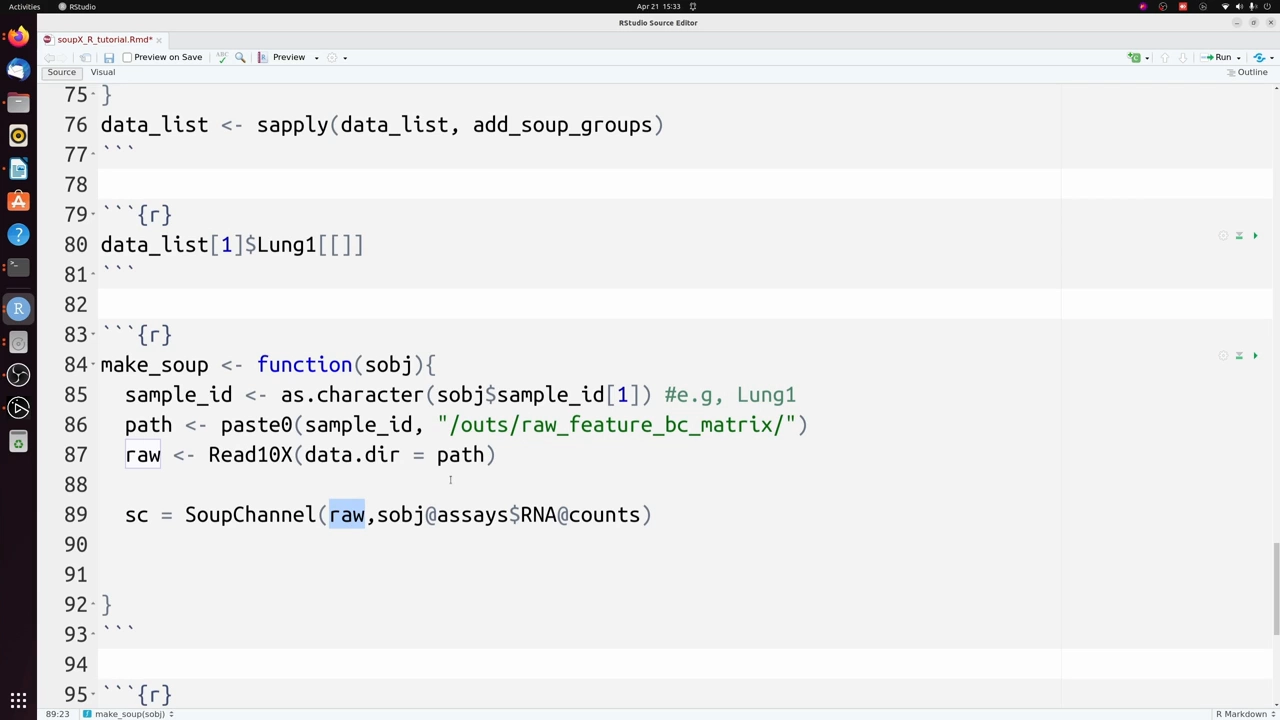 Activities RStudio Apr 21 15:33
RStudio Source Editor
soupX_R_tutorial.Rmd*
Preview on Save ABC Preview Run
Source Visual Outline
75 }
76 data_list <- sapply(data_list, add_soup_groups)
77 ```
78
79 ```{r}
80 data_list[1]$Lung1[[]]
81 ```
82
83 ```{r}
84 make_soup <- function(sobj){
85 sample_id <- as.character(sobj$sample_id[1]) #e.g, Lung1
86 path <- paste0(sample_id, "/outs/raw_feature_bc_matrix/")
87 raw <- Read10X(data.dir = path)
88
89 sc = SoupChannel(raw,sobj@assays$RNA@counts)
90
91
92 }
93 ```
94
95 ```{r}
89:23 make_soup(sobj) R Markdown